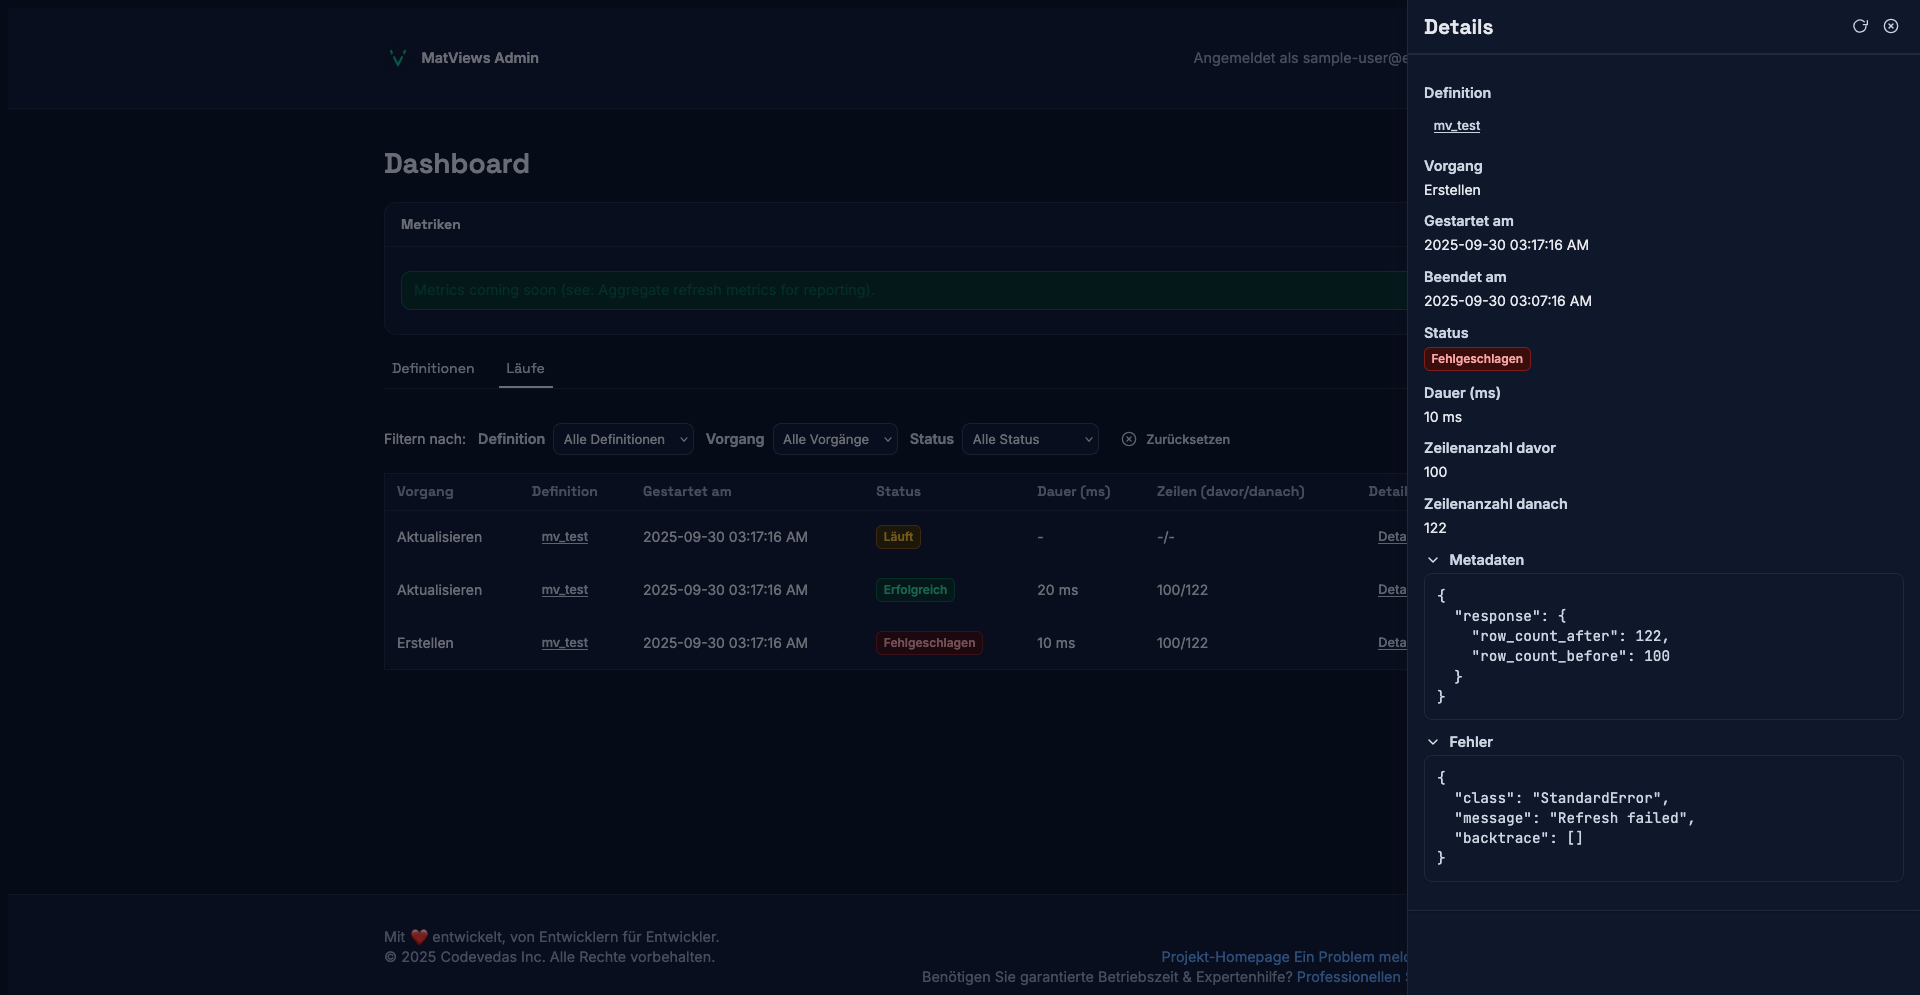 MatViews Admin
Angemeldet als sample-user@e
Dashboard
Metriken
Metrics coming soon (see: Aggregate refresh metrics for reporting).
Definitionen Läufe
Filtern nach: Definition Alle Definitionen Vorgang Alle Vorgänge Status Alle Status Zurücksetzen
Vorgang Definition Gestartet am Status Dauer (ms) Zeilen (davor/danach) Detail
Aktualisieren mv_test 2025-09-30 03:17:16 AM Läuft - -/- Deta
Aktualisieren mv_test 2025-09-30 03:17:16 AM Erfolgreich 20 ms 100/122 Deta
Erstellen mv_test 2025-09-30 03:17:16 AM Fehlgeschlagen 10 ms 100/122 Deta
Mit ❤️ entwickelt, von Entwicklern für Entwickler.
© 2025 Codevedas Inc. Alle Rechte vorbehalten.
Projekt-Homepage Ein Problem meld
Benötigen Sie garantierte Betriebszeit & Expertenhilfe? Professionellen S
Details
Definition
mv_test
Vorgang
Erstellen
Gestartet am
2025-09-30 03:17:16 AM
Beendet am
2025-09-30 03:07:16 AM
Status
Fehlgeschlagen
Dauer (ms)
10 ms
Zeilenanzahl davor
100
Zeilenanzahl danach
122
Metadaten
{
  "response": {
    "row_count_after": 122,
    "row_count_before": 100
  }
}
Fehler
{
  "class": "StandardError",
  "message": "Refresh failed",
  "backtrace": []
}